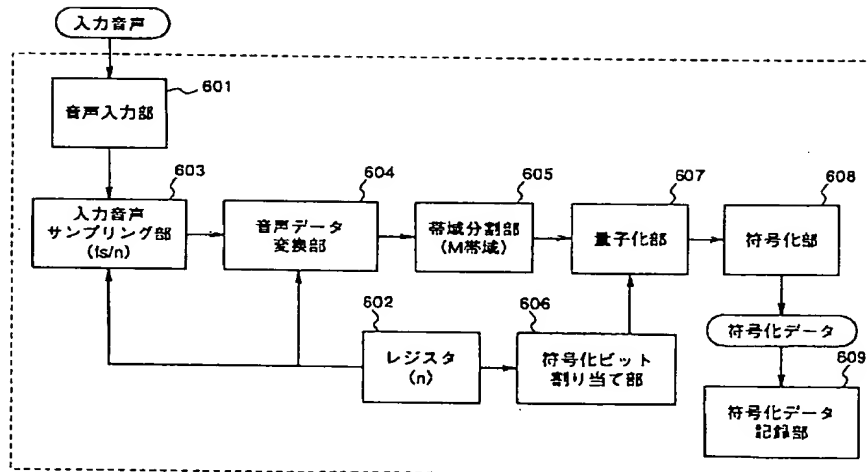 入力音声
601
音声入力部
603
入力音声
サンプリング部
(fs/n)
604
音声データ
変換部
605
帯域分割部
(M帯域)
607
量子化部
608
符号化部
602
レジスタ
(n)
606
符号化ビット
割り当て部
符号化データ
609
符号化データ
記録部